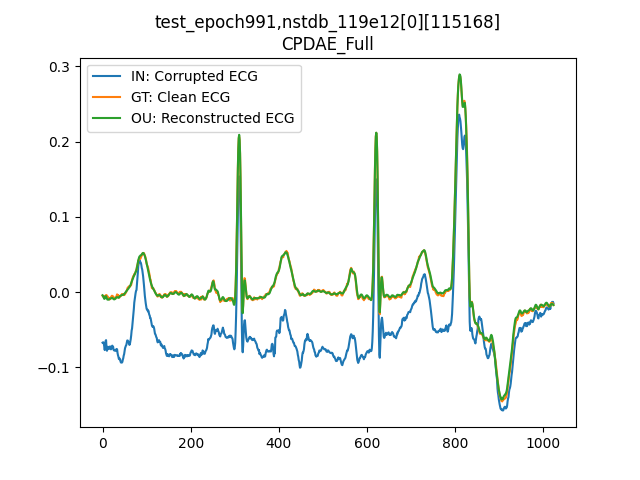 test_epoch991,nstdb_119e12[0][115168]
CPDAE_Full
IN: Corrupted ECG
GT: Clean ECG
OU: Reconstructed ECG
0.3
0.2
0.1
0.0
−0.1
0 200 400 600 800 1000